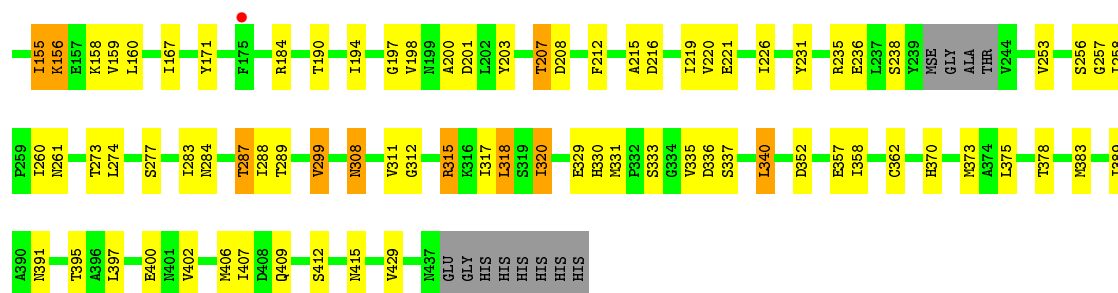 I155 K156 E157 K158 V159 L160 I167 Y171 F175 R184 T190 I194 G197 V198 N199 A200 D201 L202 Y203 T207 D208 F212 A215 D216 I219 V220 E221 I226 Y231 R235 E236 L237 S238 Y239 MSE GLY ALA THR V244 V253 S256 G257 I258
P259 I260 N261 T273 L274 S277 I283 N284 T287 I288 T289 V299 N308 V311 G312 R315 K316 I317 L318 S319 I320 E329 H330 M331 P332 S333 G334 V335 D336 S337 L340 D352 E357 I358 C362 H370 M373 A374 L375 T378 M383 I389
A390 N391 T395 A396 L397 E400 N401 V402 M406 I407 D408 Q409 S412 N415 V429 N437 GLU GLY HIS HIS HIS HIS HIS HIS